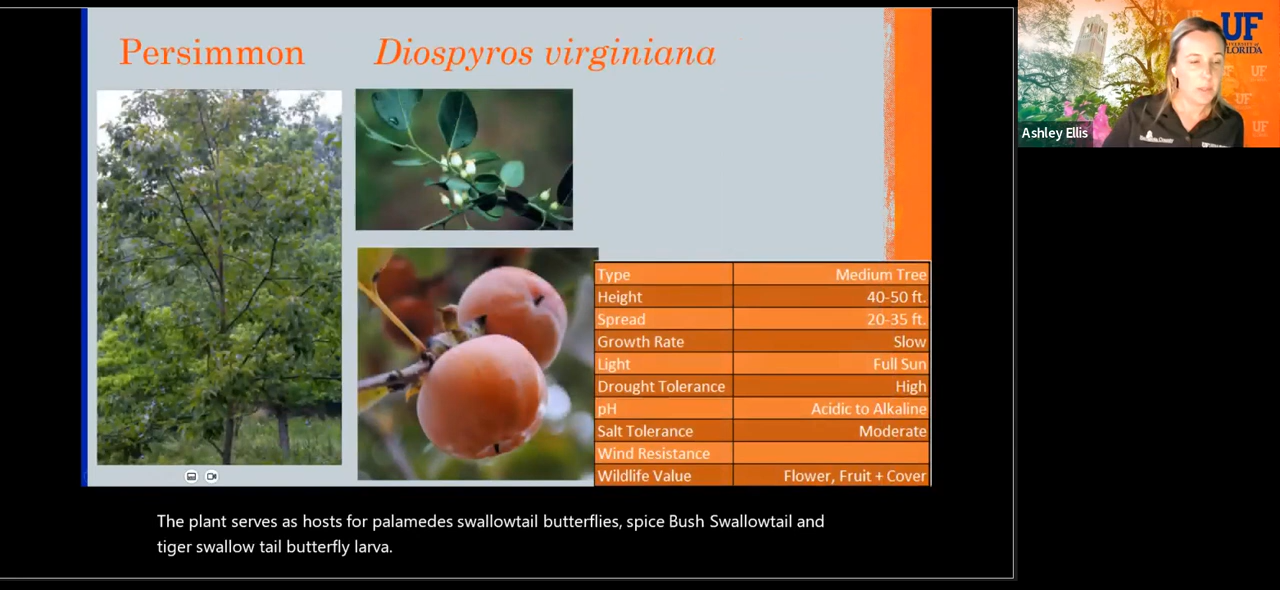 Persimmon Diospyros virginiana
Type Medium Tree
Height 40-50 ft.
Spread 20-35 ft.
Growth Rate Slow
Light Full Sun
Drought Tolerance High
pH Acidic to Alkaline
Salt Tolerance Moderate
Wind Resistance
Wildlife Value Flower, Fruit + Cover
The plant serves as hosts for palamedes swallowtail butterflies, spice Bush Swallowtail and
tiger swallow tail butterfly larva.
UF
FLORIDA
UF
UF
UF
Ashley Ellis